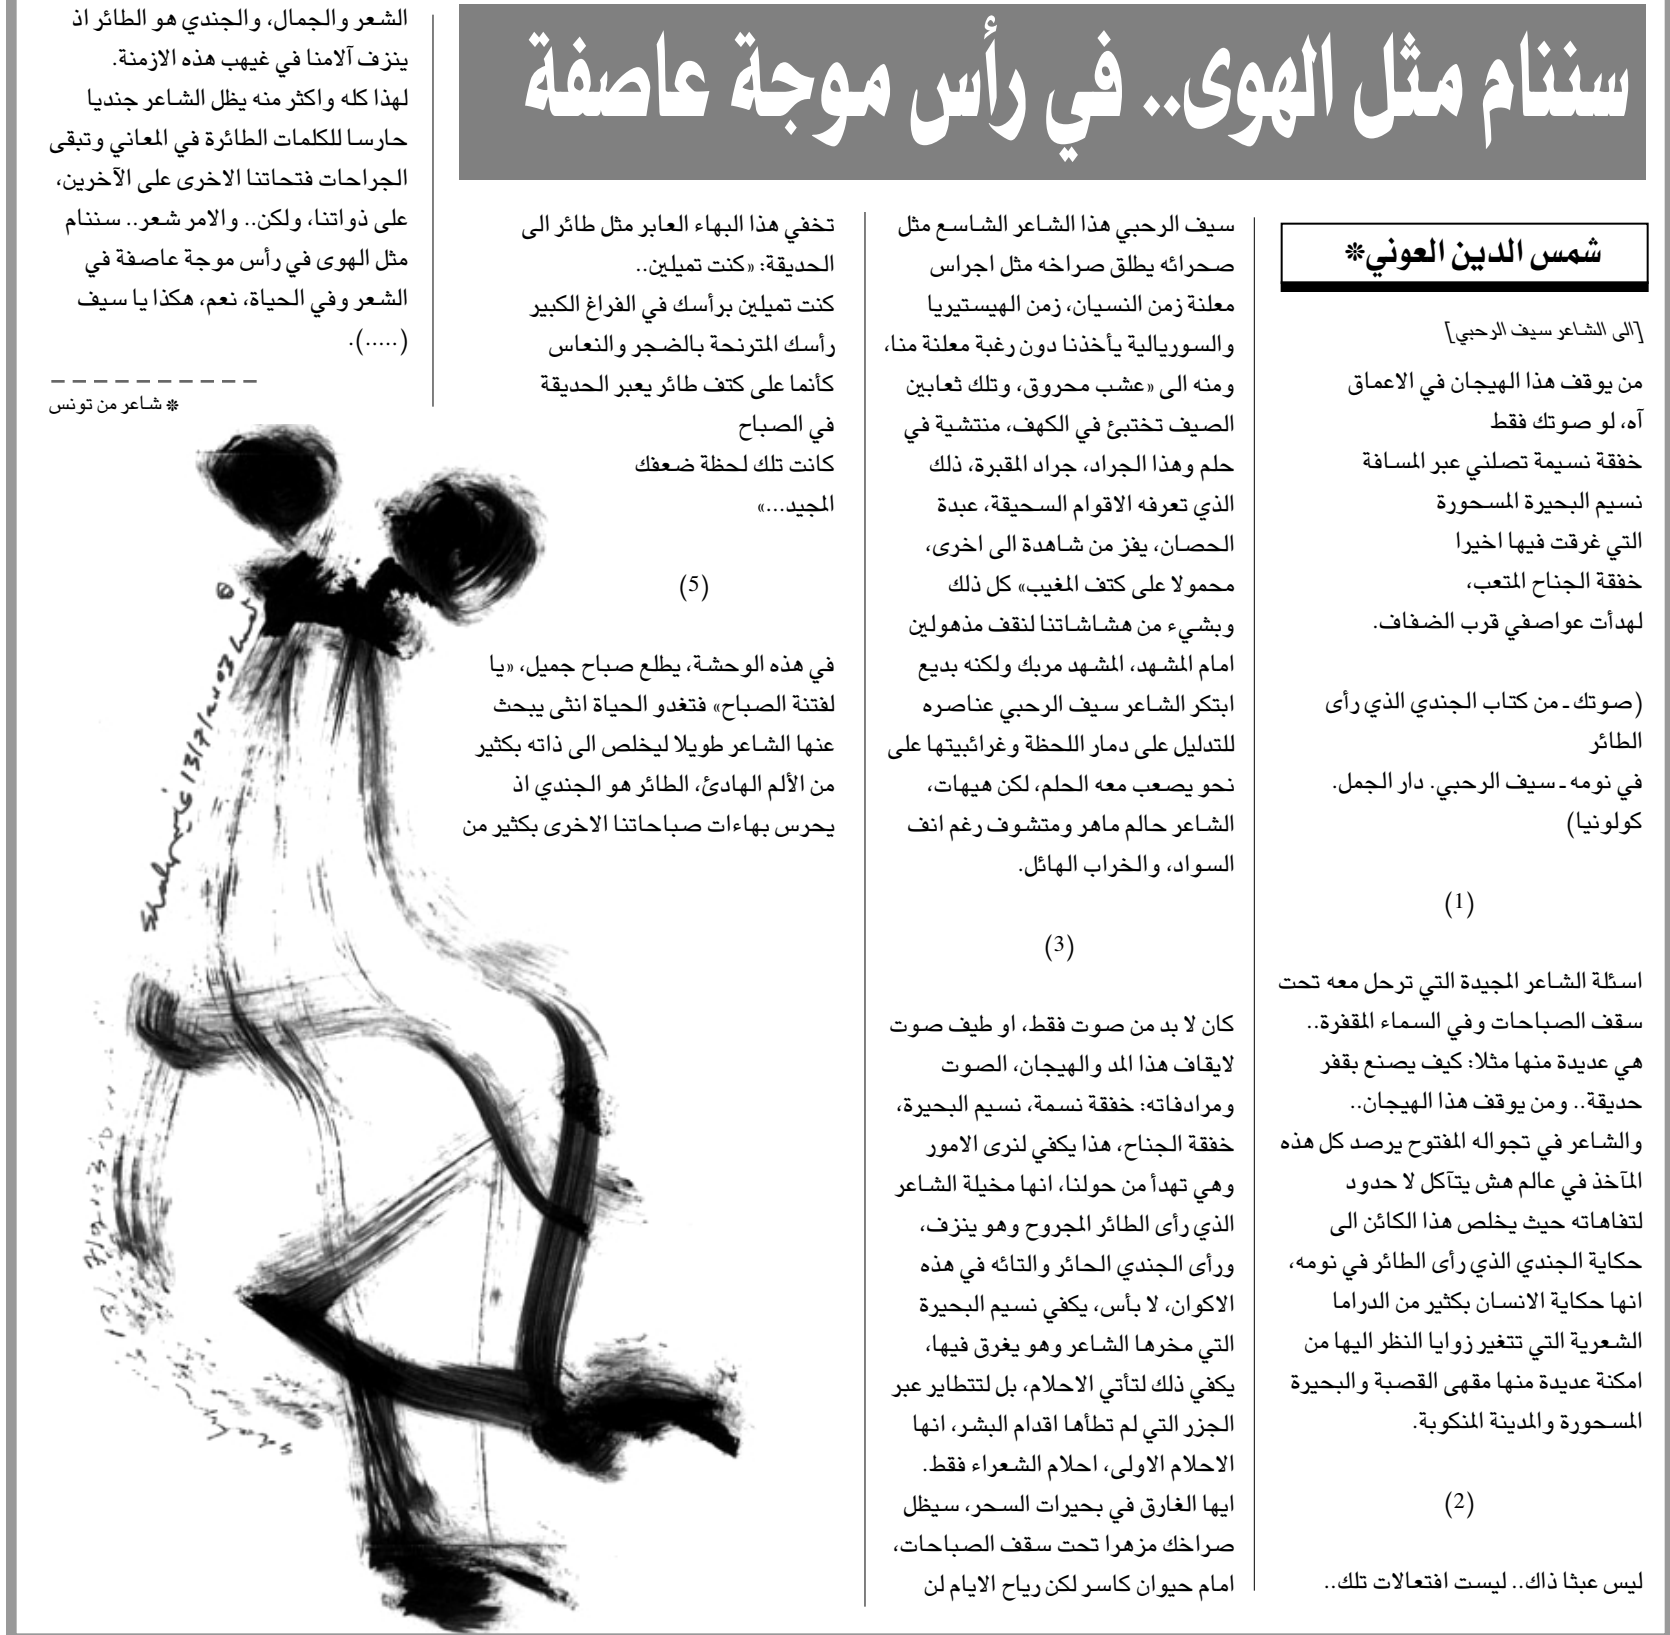 سننام مثل الهوى.. في رأس موجة عاصفة
شمس الدين العوني*
[الى الشاعر سيف الرحبي]
من يوقف هذا الهيجان في الاعماق
آه، لو صوتك فقط
خفقة نسيمة تصلني عبر المسافة
نسيم البحيرة المسحورة
التي غرقت فيها اخيرا
خفقة الجناح المتعب،
لهدأت عواصفي قرب الضفاف.
(صوتك ـ من كتاب الجندي الذي رأى
الطائر
في نومه ـ سيف الرحبي. دار الجمل.
كولونيا)
(1)
اسئلة الشاعر المجيدة التي ترحل معه تحت
سقف الصباحات وفي السماء المقفرة..
هي عديدة منها مثلا: كيف يصنع بقفر
حديقة.. ومن يوقف هذا الهيجان..
والشاعر في تجواله المفتوح يرصد كل هذه
المآخذ في عالم هش يتآكل لا حدود
لتفاهاته حيث يخلص هذا الكائن الى
حكاية الجندي الذي رأى الطائر في نومه،
انها حكاية الانسان بكثير من الدراما
الشعرية التي تتغير زوايا النظر اليها من
امكنة عديدة منها مقهى القصبة والبحيرة
المسحورة والمدينة المنكوبة.
(2)
ليس عبثا ذاك.. ليست افتعالات تلك..
سيف الرحبي هذا الشاعر الشاسع مثل
صحرائه يطلق صراخه مثل اجراس
معلنة زمن النسيان، زمن الهيستيريا
والسوريالية يأخذنا دون رغبة معلنة منا،
ومنه الى «عشب محروق، وتلك ثعابين
الصيف تختبئ في الكهف، منتشية في
حلم وهذا الجراد، جراد المقبرة، ذلك
الذي تعرفه الاقوام السحيقة، عبدة
الحصان، يفز من شاهدة الى اخرى،
محمولا على كتف المغيب» كل ذلك
وبشيء من هشاشاتنا لنقف مذهولين
امام المشهد، المشهد مربك ولكنه بديع
ابتكر الشاعر سيف الرحبي عناصره
للتدليل على دمار اللحظة وغرائبيتها على
نحو يصعب معه الحلم، لكن هيهات،
الشاعر حالم ماهر ومتشوف رغم انف
السواد، والخراب الهائل.
(3)
كان لا بد من صوت فقط، او طيف صوت
لايقاف هذا المد والهيجان، الصوت
ومرادفاته: خفقة نسمة، نسيم البحيرة،
خفقة الجناح، هذا يكفي لنرى الامور
وهي تهدأ من حولنا، انها مخيلة الشاعر
الذي رأى الطائر المجروح وهو ينزف،
ورأى الجندي الحائر والتائه في هذه
الاكوان، لا بأس، يكفي نسيم البحيرة
التي مخرها الشاعر وهو يغرق فيها،
يكفي ذلك لتأتي الاحلام، بل لتتطاير عبر
الجزر التي لم تطأها اقدام البشر، انها
الاحلام الاولى، احلام الشعراء فقط.
ايها الغارق في بحيرات السحر، سيظل
صراخك مزهرا تحت سقف الصباحات،
امام حيوان كاسر لكن رياح الايام لن
تخفي هذا البهاء العابر مثل طائر الى
الحديقة: «كنت تميلين..
كنت تميلين برأسك في الفراغ الكبير
رأسك المترنحة بالضجر والنعاس
كأنما على كتف طائر يعبر الحديقة
في الصباح
كانت تلك لحظة ضعفك
المجيد...»
(5)
في هذه الوحشة، يطلع صباح جميل، «يا
لفتنة الصباح» فتغدو الحياة انثى يبحث
عنها الشاعر طويلا ليخلص الى ذاته بكثير
من الألم الهادئ، الطائر هو الجندي اذ
يحرس بهاءات صباحاتنا الاخرى بكثير من
الشعر والجمال، والجندي هو الطائر اذ
ينزف آلامنا في غيهب هذه الازمنة.
لهذا كله واكثر منه يظل الشاعر جنديا
حارسا للكلمات الطائرة في المعاني وتبقى
الجراحات فتحاتنا الاخرى على الآخرين،
على ذواتنا، ولكن.. والامر شعر.. سننام
مثل الهوى في رأس موجة عاصفة في
الشعر وفي الحياة، نعم، هكذا يا سيف
(.....).
* شاعر من تونس